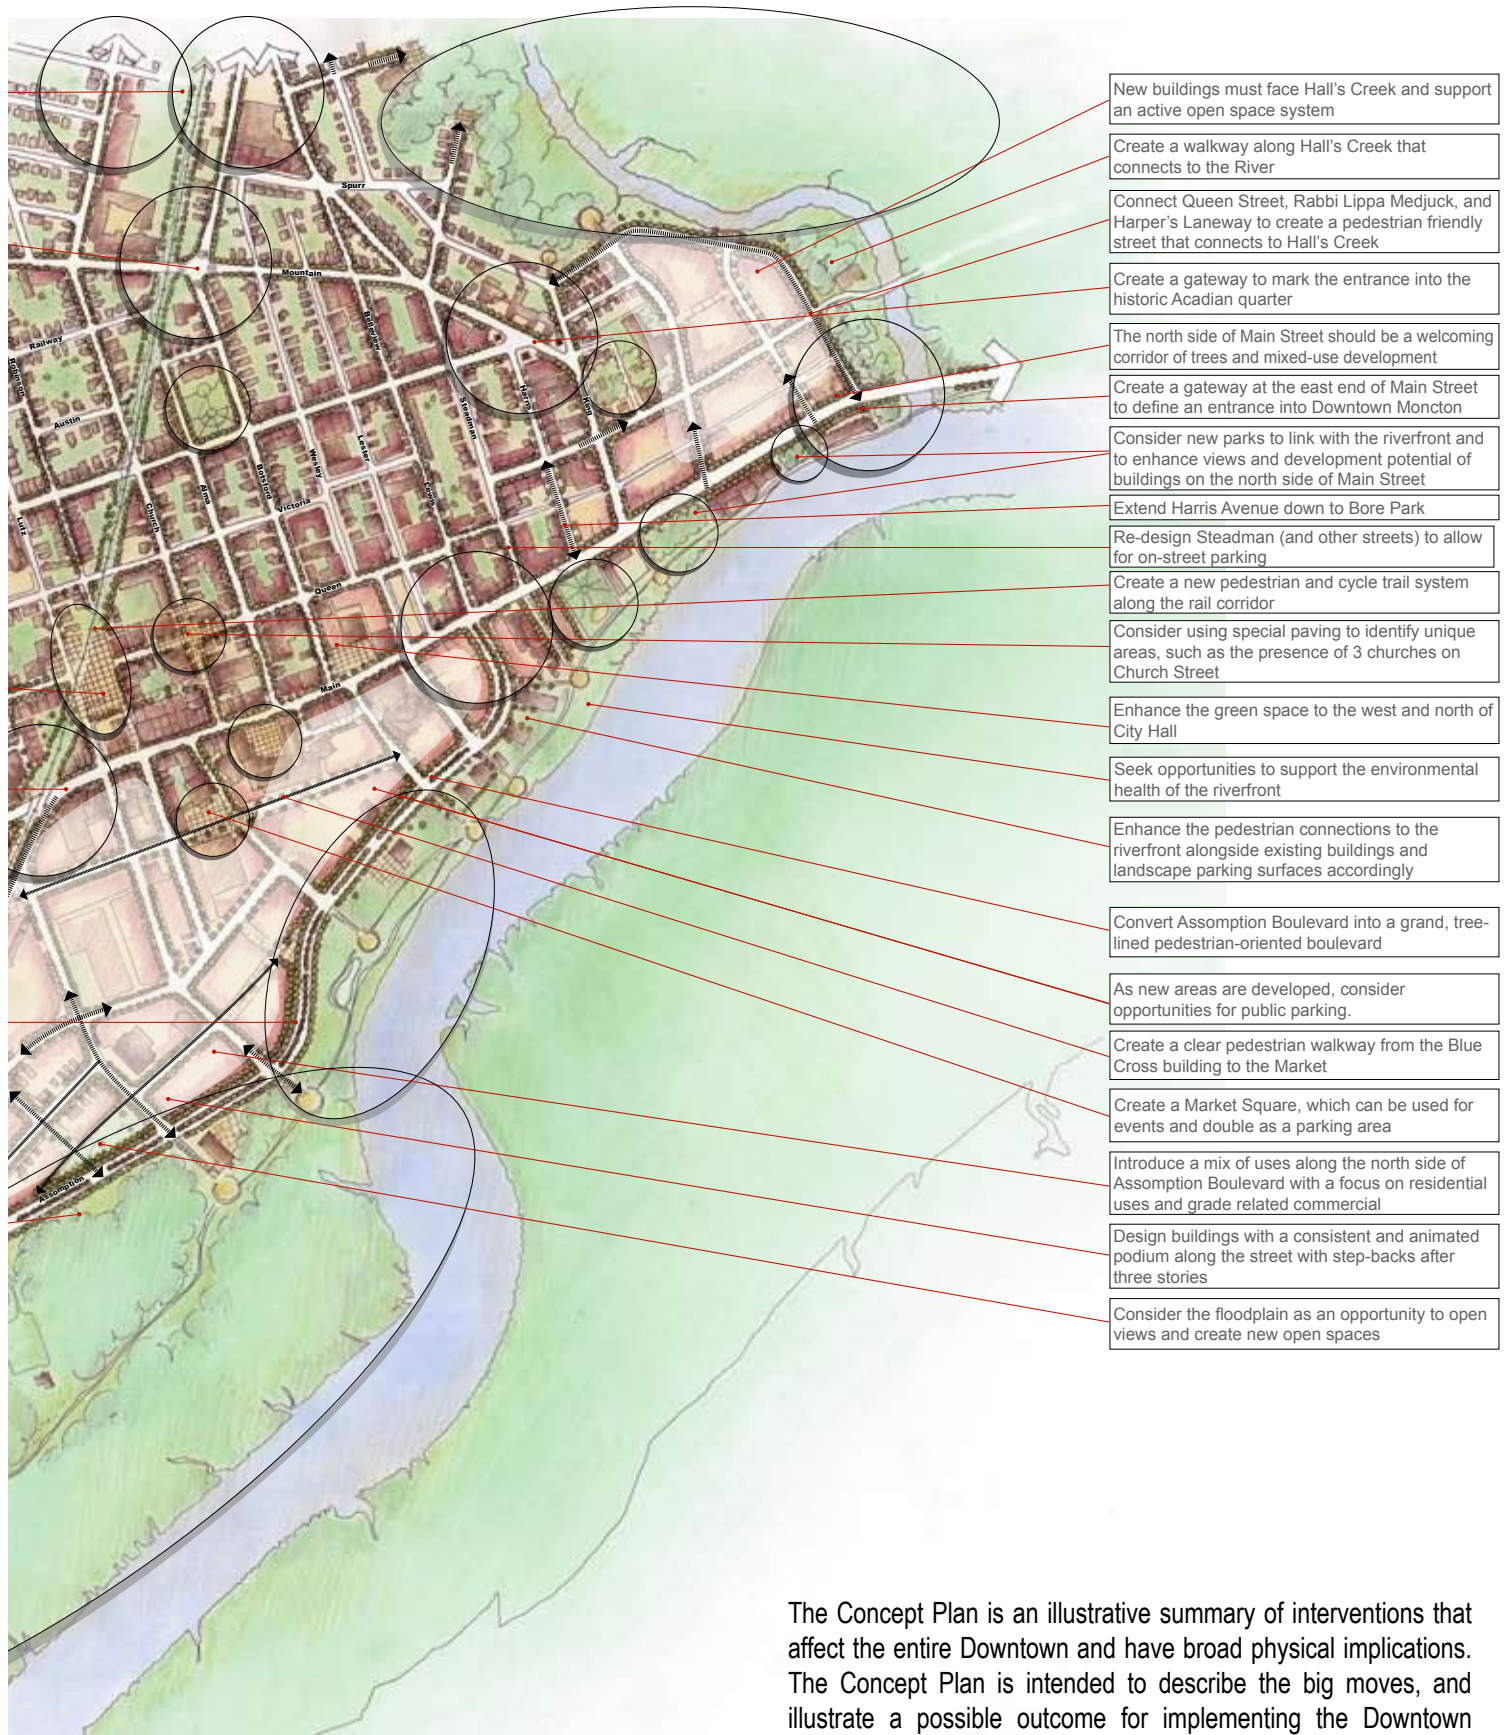 New buildings must face Hall's Creek and support
an active open space system
Create a walkway along Hall's Creek that
connects to the River
Connect Queen Street, Rabbi Lippa Medjuck, and
Harper's Laneway to create a pedestrian friendly
street that connects to Hall's Creek
Create a gateway to mark the entrance into the
historic Acadian quarter
The north side of Main Street should be a welcoming
corridor of trees and mixed-use development
Create a gateway at the east end of Main Street
to define an entrance into Downtown Moncton
Consider new parks to link with the riverfront and
to enhance views and development potential of
buildings on the north side of Main Street
Extend Harris Avenue down to Bore Park
Re-design Steadman (and other streets) to allow
for on-street parking
Create a new pedestrian and cycle trail system
along the rail corridor
Consider using special paving to identify unique
areas, such as the presence of 3 churches on
Church Street
Enhance the green space to the west and north of
City Hall
Seek opportunities to support the environmental
health of the riverfront
Enhance the pedestrian connections to the
riverfront alongside existing buildings and
landscape parking surfaces accordingly
Convert Assomption Boulevard into a grand, tree-
lined pedestrian-oriented boulevard
As new areas are developed, consider
opportunities for public parking.
Create a clear pedestrian walkway from the Blue
Cross building to the Market
Create a Market Square, which can be used for
events and double as a parking area
Introduce a mix of uses along the north side of
Assomption Boulevard with a focus on residential
uses and grade related commercial
Design buildings with a consistent and animated
podium along the street with step-backs after
three stories
Consider the floodplain as an opportunity to open
views and create new open spaces
Spurr
Mountain
Belleview
Railway
Robinson
Austin
Harris
King
Steadman
Lester
Wesley
Botsford
Alma
Church
Victoria
Lewis
Lutz
Queen
Main
Assomption
The Concept Plan is an illustrative summary of interventions that
affect the entire Downtown and have broad physical implications.
The Concept Plan is intended to describe the big moves, and
illustrate a possible outcome for implementing the Downtown